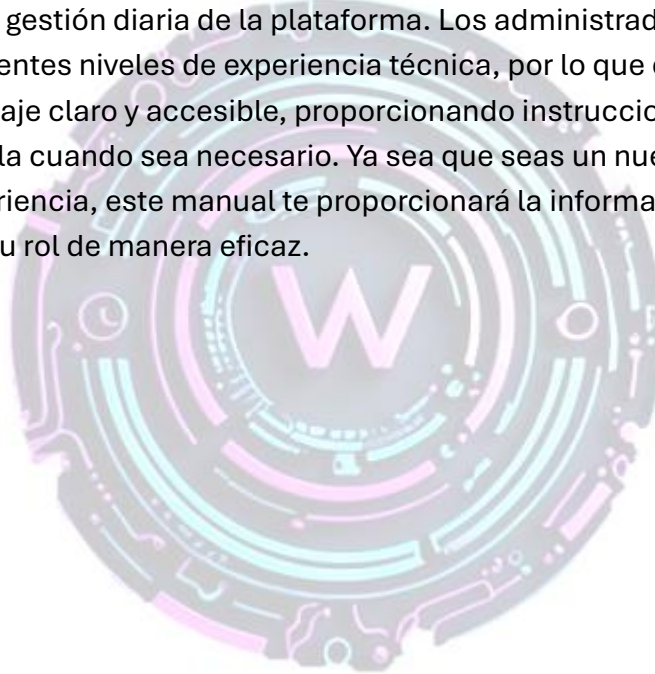 gestión diaria de la plataforma. Los administrad
entes niveles de experiencia técnica, por lo que
aje claro y accesible, proporcionando instruccio
la cuando sea necesario. Ya sea que seas un nue
riencia, este manual te proporcionará la informa
u rol de manera eficaz.
W